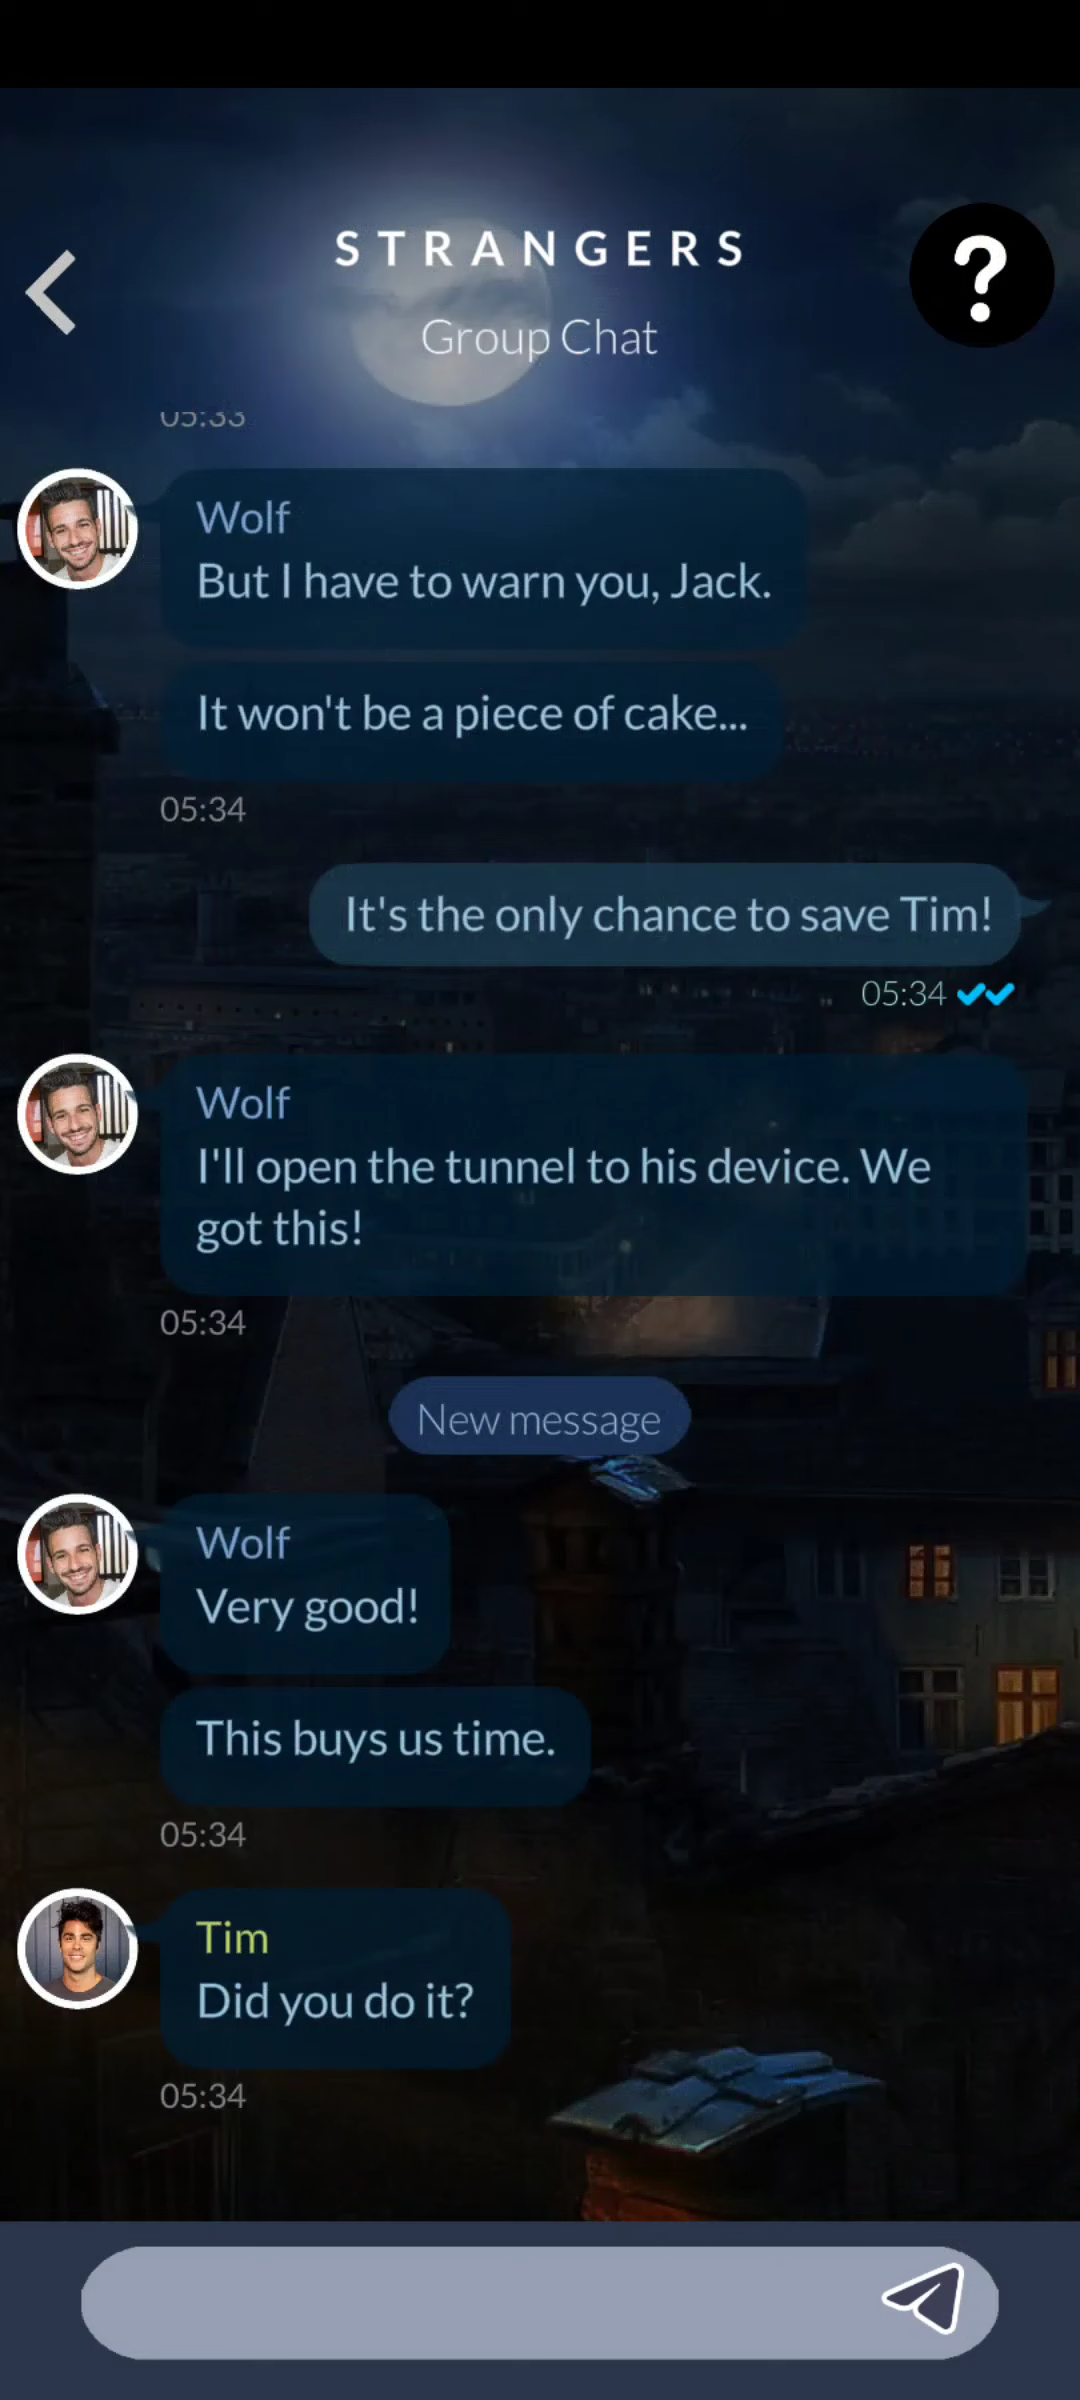 STRANGERS
Group Chat
05:33
Wolf
But I have to warn you, Jack.
It won't be a piece of cake...
05:34
It's the only chance to save Tim!
05:34
Wolf
I'll open the tunnel to his device. We
got this!
05:34
New message
Wolf
Very good!
This buys us time.
05:34
Tim
Did you do it?
05:34